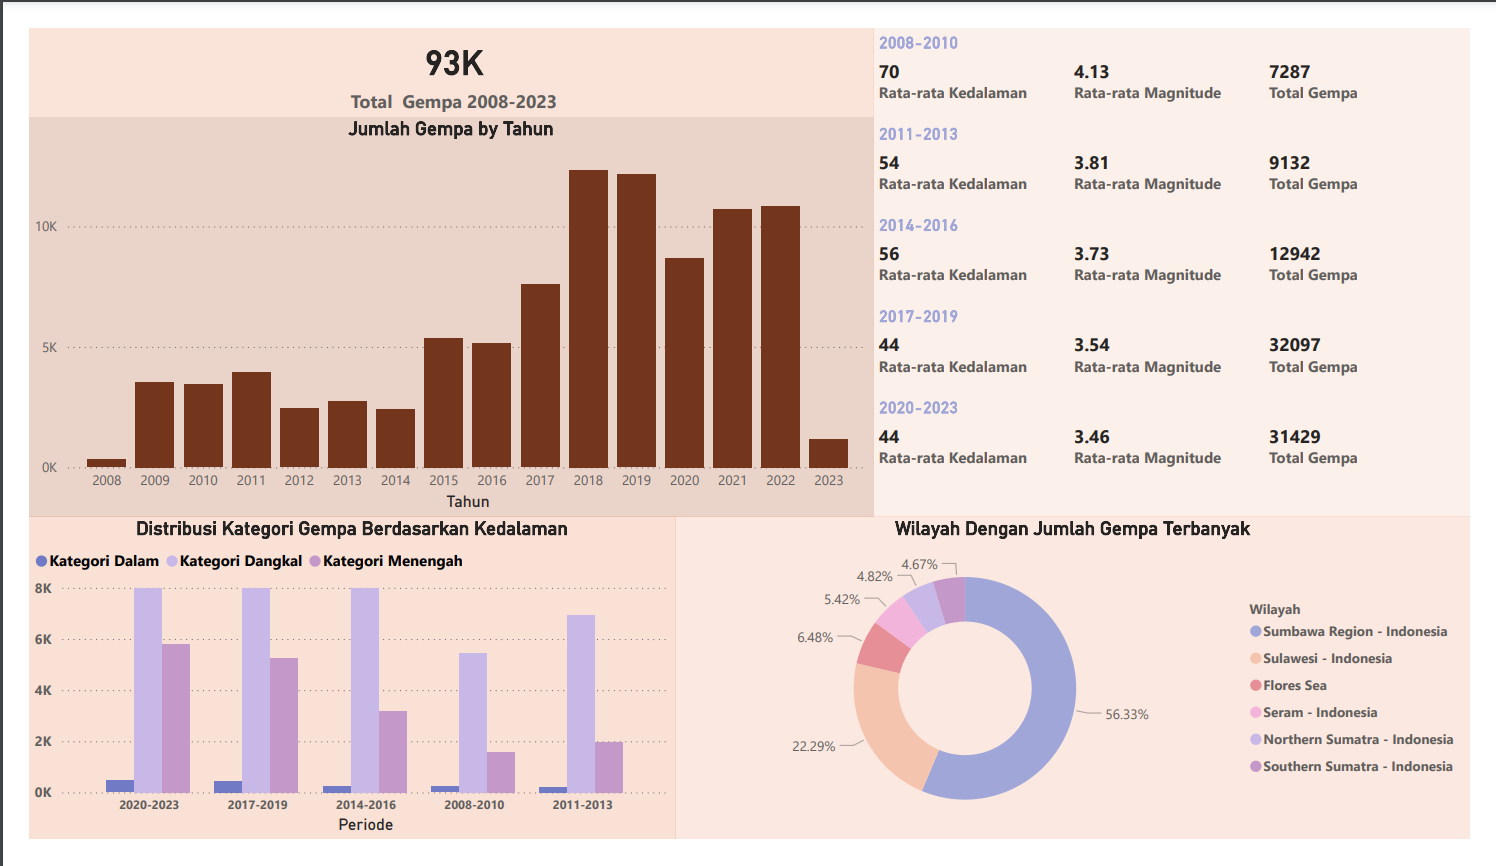 93K
Total  Gempa 2008-2023
Jumlah Gempa by Tahun
10K
5K
0K
2008 2009 2010 2011 2012 2013 2014 2015 2016 2017 2018 2019 2020 2021 2022 2023
Tahun
2008-2010
70 4.13 7287
Rata-rata Kedalaman Rata-rata Magnitude Total Gempa
2011-2013
54 3.81 9132
Rata-rata Kedalaman Rata-rata Magnitude Total Gempa
2014-2016
56 3.73 12942
Rata-rata Kedalaman Rata-rata Magnitude Total Gempa
2017-2019
44 3.54 32097
Rata-rata Kedalaman Rata-rata Magnitude Total Gempa
2020-2023
44 3.46 31429
Rata-rata Kedalaman Rata-rata Magnitude Total Gempa
Distribusi Kategori Gempa Berdasarkan Kedalaman
Kategori Dalam Kategori Dangkal Kategori Menengah
8K
6K
4K
2K
0K
2020-2023 2017-2019 2014-2016 2008-2010 2011-2013
Periode
Wilayah Dengan Jumlah Gempa Terbanyak
4.67%
4.82%
5.42%
6.48%
22.29%
56.33%
Wilayah
Sumbawa Region - Indonesia
Sulawesi - Indonesia
Flores Sea
Seram - Indonesia
Northern Sumatra - Indonesia
Southern Sumatra - Indonesia